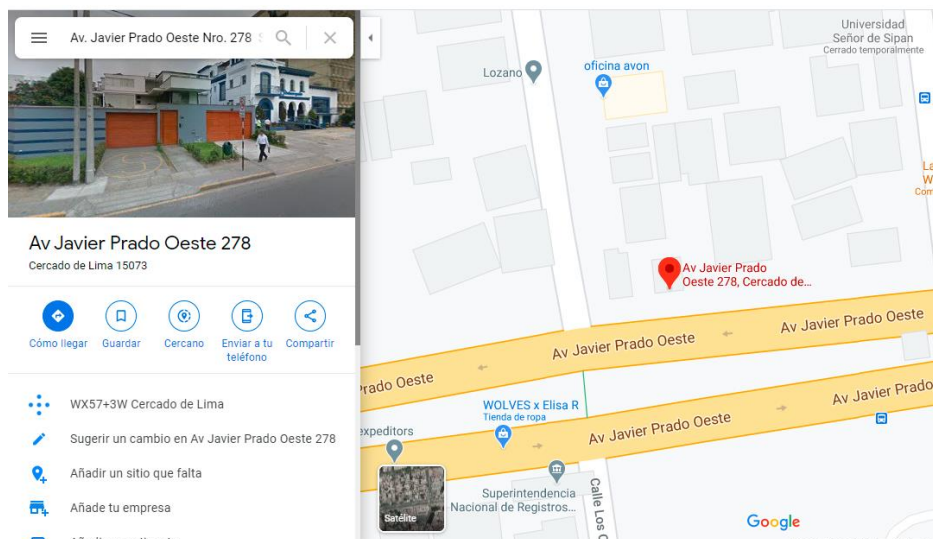 Av. Javier Prado Oeste Nro. 278
Av Javier Prado Oeste 278
Cercado de Lima 15073
Cómo llegar
Guardar
Cercano
Enviar a tu
teléfono
Compartir
WX57+3W Cercado de Lima
Sugerir un cambio en Av Javier Prado Oeste 278
Añadir un sitio que falta
Añade tu empresa
Universidad
Señor de Sipan
Cerrado temporalmente
Lozano
oficina avon
La
W
Com
Av Javier Prado
Oeste 278, Cercado de...
Av Javier Prado Oeste
Av Javier Prado Oeste
Prado Oeste
Av Javier Prado
WOLVES x Elisa R
Tienda de ropa
Av Javier Prado Oeste
expeditors
Superintendencia
Nacional de Registros...
Calle Los
Satélite
Google